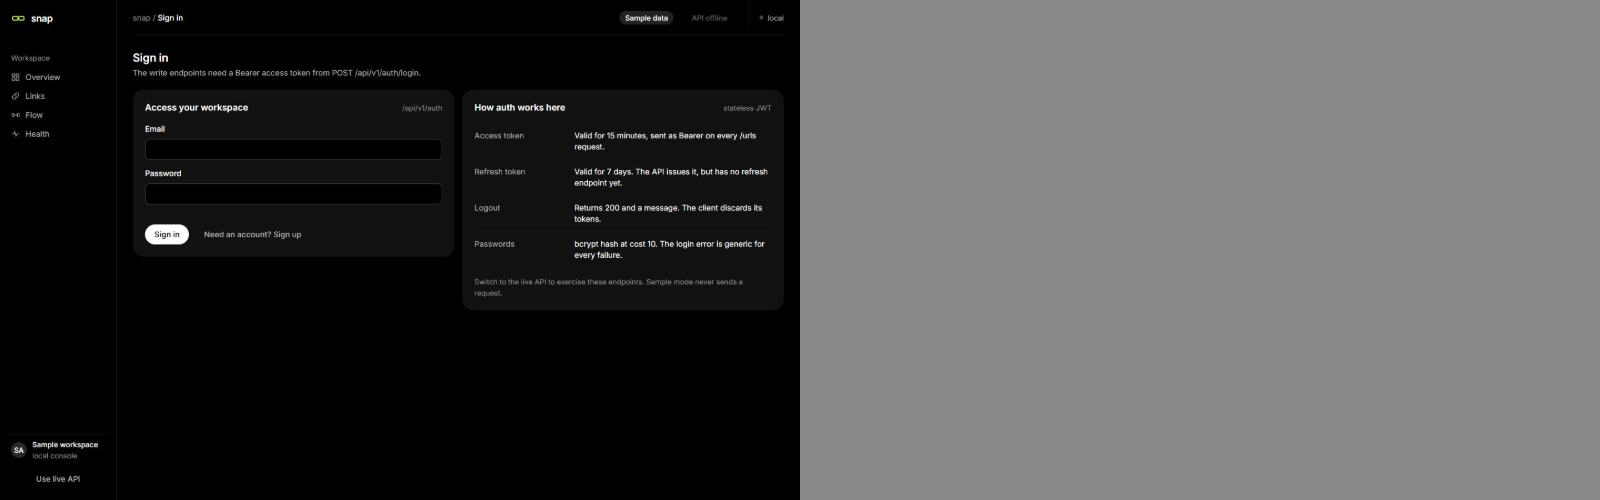 snap
Workspace
Overview
Links
Flow
Health
Sample workspace
SA
local console
Use live API
snap / Sign in
Sample data
API offline
local
Sign in
The write endpoints need a Bearer access token from POST /api/v1/auth/login.
Access your workspace
/api/v1/auth
Email
Password
Sign in
Need an account? Sign up
How auth works here
stateless JWT
Access token
Valid for 15 minutes, sent as Bearer on every /urls
request.
Refresh token
Valid for 7 days. The API issues it, but has no refresh
endpoint yet.
Logout
Returns 200 and a message. The client discards its
tokens.
Passwords
bcrypt hash at cost 10. The login error is generic for
every failure.
Switch to the live API to exercise these endpoints. Sample mode never sends a
request.